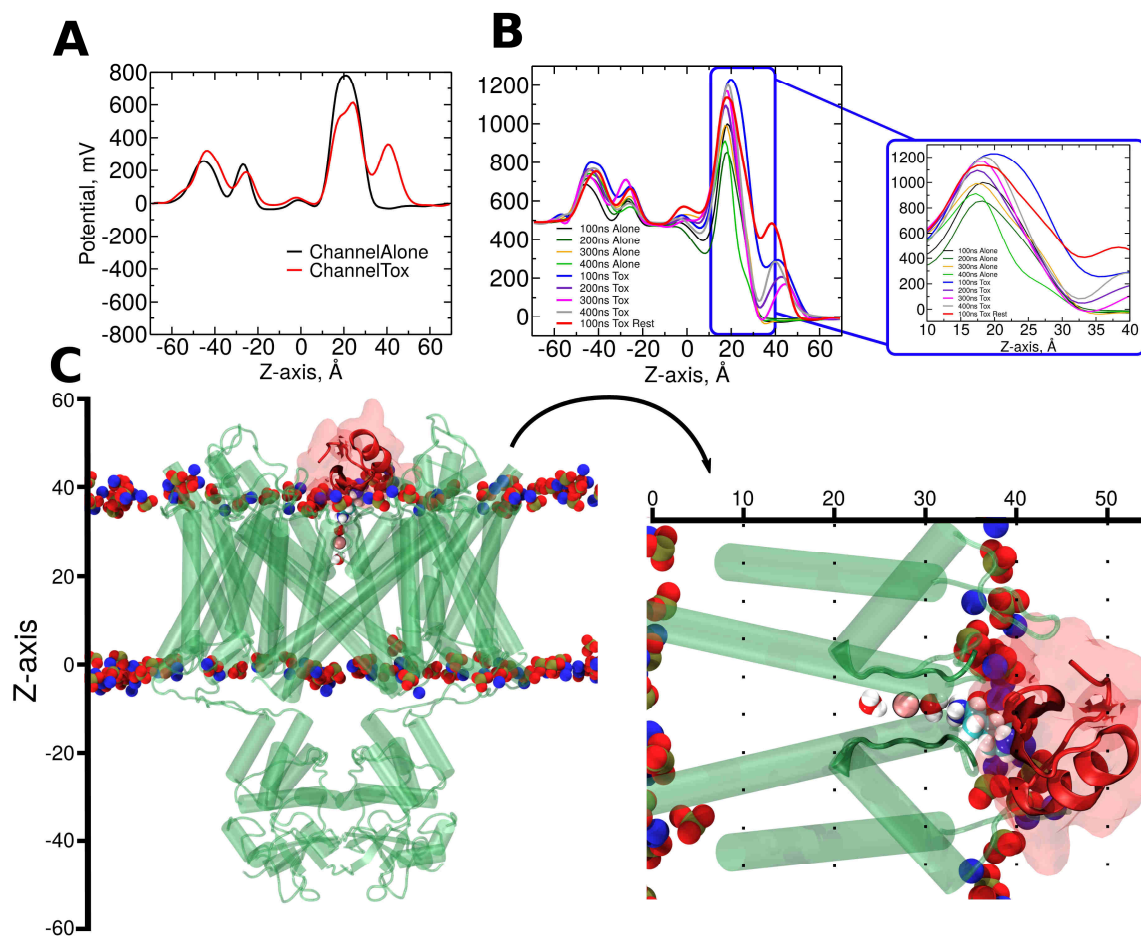 A
B
800
600
400
200
0
-200
-400
-600
-800
Potential, mV
ChannelAlone
ChannelTox
-60 -40 -20 0 20 40 60
Z-axis, Å
1200
1000
800
600
400
200
0
100ns Alone
200ns Alone
300ns Alone
400ns Alone
100ns Tox
200ns Tox
300ns Tox
400ns Tox
100ns Tox Rest
-60 -40 -20 0 20 40 60
Z-axis, Å
1200
1000
800
600
400
200
0
100ns Alone
200ns Alone
300ns Alone
400ns Alone
100ns Tox
200ns Tox
300ns Tox
400ns Tox
100ns Tox Rest
10 15 20 25 30 35 40
Z-axis, Å
C
60
40
20
0
-20
-40
-60
Z-axis
0 10 20 30 40 50